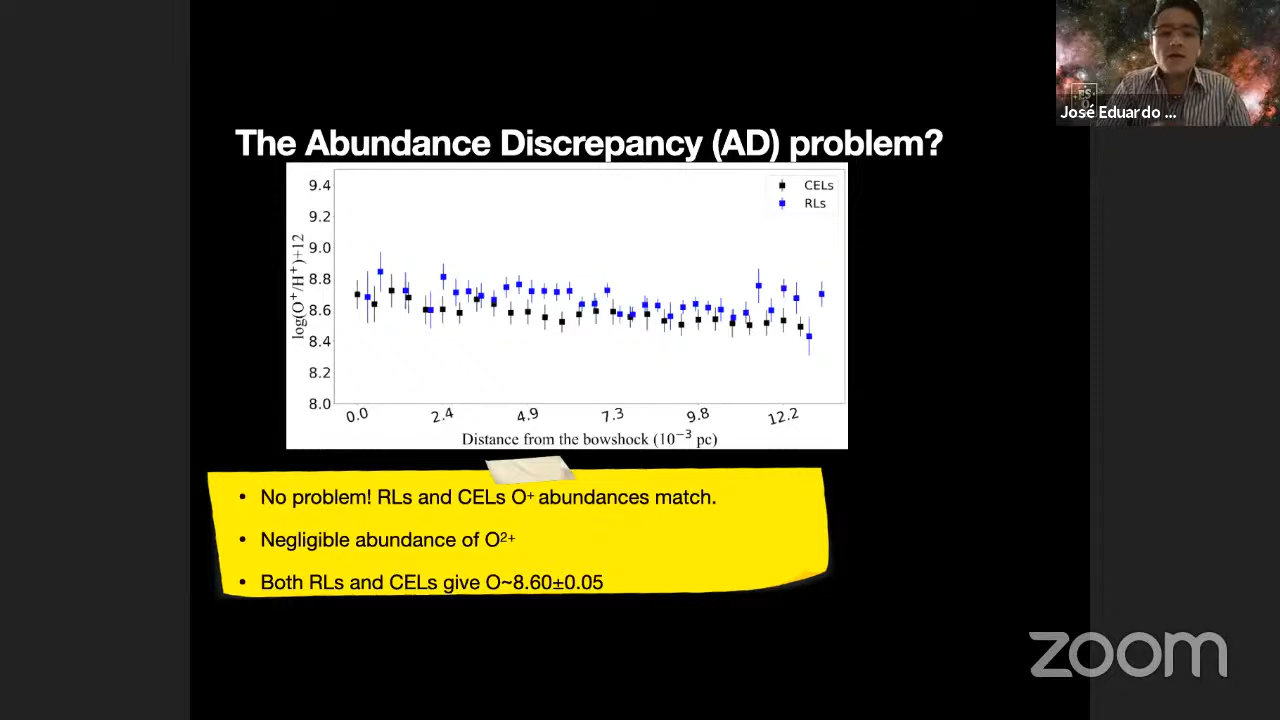 José Eduardo ...
The Abundance Discrepancy (AD) problem?
CELs
RLs
9.4
9.2
9.0
8.8
8.6
8.4
8.2
8.0
log(O⁺/H⁺)+12
0.0 2.4 4.9 7.3 9.8 12.2
Distance from the bowshock (10⁻³ pc)
• No problem! RLs and CELs O⁺ abundances match.
• Negligible abundance of O²⁺
• Both RLs and CELs give O~8.60±0.05
zoom